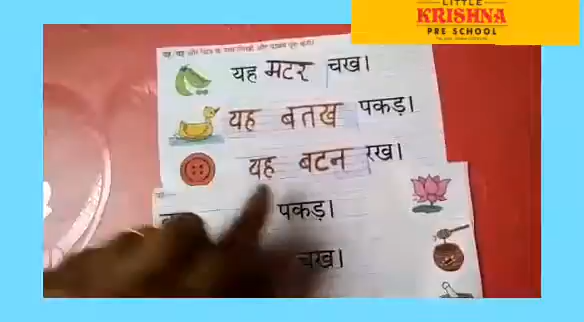 LITTLE
KRISHNA
PRE SCHOOL
यह मटर चख।
यह बतख पकड़।
यह बटन रख।
पकड़।
चख।